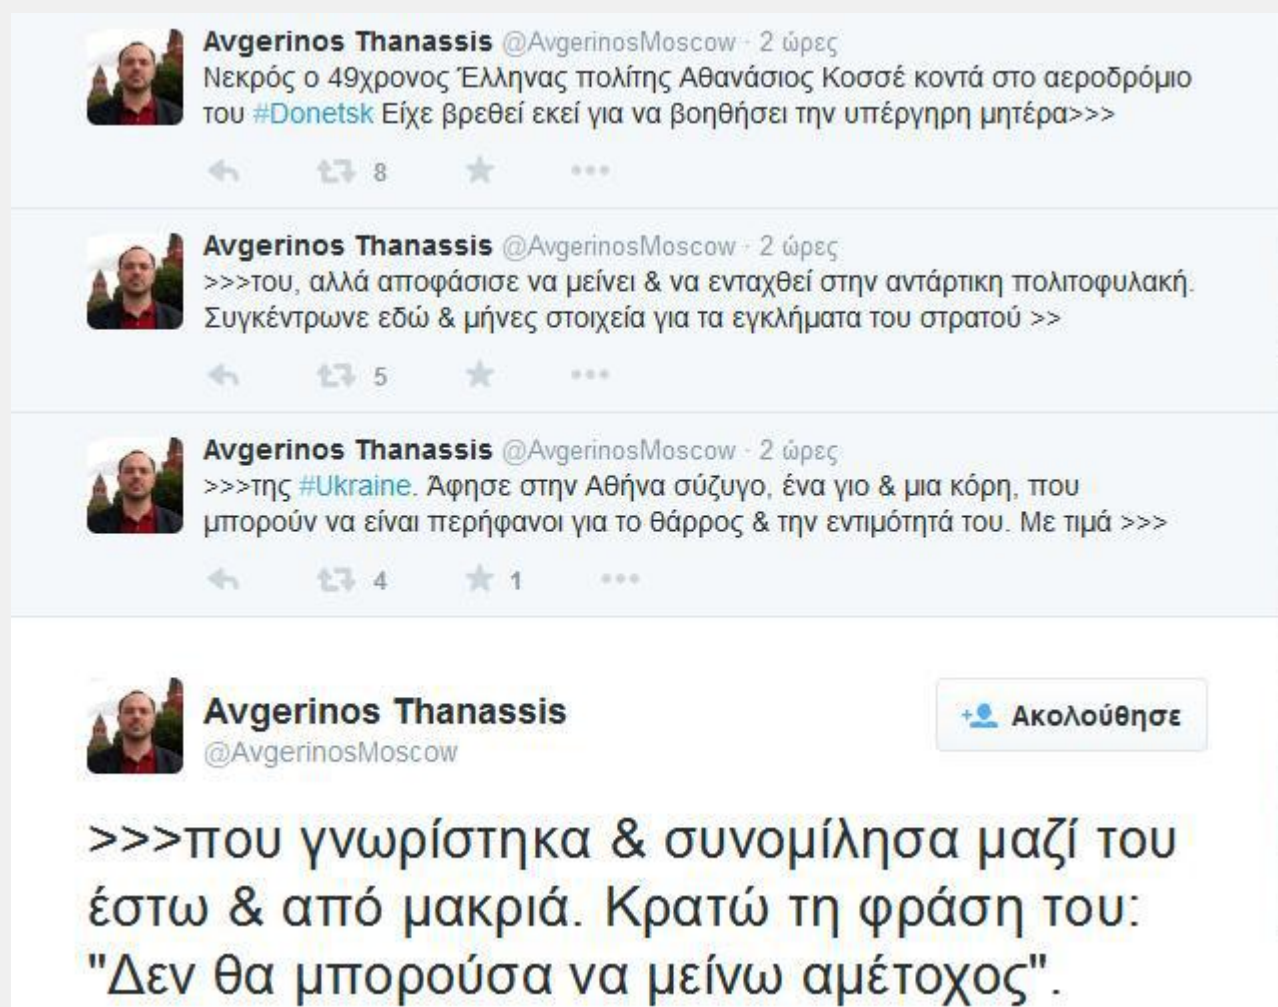 Avgerinos Thanassis @AvgerinosMoscow · 2 ώρες
Νεκρός ο 49χρονος Έλληνας πολίτης Αθανάσιος Κοσσέ κοντά στο αεροδρόμιο
του #Donetsk Είχε βρεθεί εκεί για να βοηθήσει την υπέργηρη μητέρα>>>
8
Avgerinos Thanassis @AvgerinosMoscow · 2 ώρες
>>>του, αλλά αποφάσισε να μείνει & να ενταχθεί στην αντάρτικη πολιτοφυλακή.
Συγκέντρωνε εδώ & μήνες στοιχεία για τα εγκλήματα του στρατού >>
5
Avgerinos Thanassis @AvgerinosMoscow · 2 ώρες
>>>της #Ukraine. Άφησε στην Αθήνα σύζυγο, ένα γιο & μια κόρη, που
μπορούν να είναι περήφανοι για το θάρρος & την εντιμότητά του. Με τιμά >>>
4 1
Avgerinos Thanassis
@AvgerinosMoscow
Ακολούθησε
>>>που γνωρίστηκα & συνομίλησα μαζί του
έστω & από μακριά. Κρατώ τη φράση του:
"Δεν θα μπορούσα να μείνω αμέτοχος".